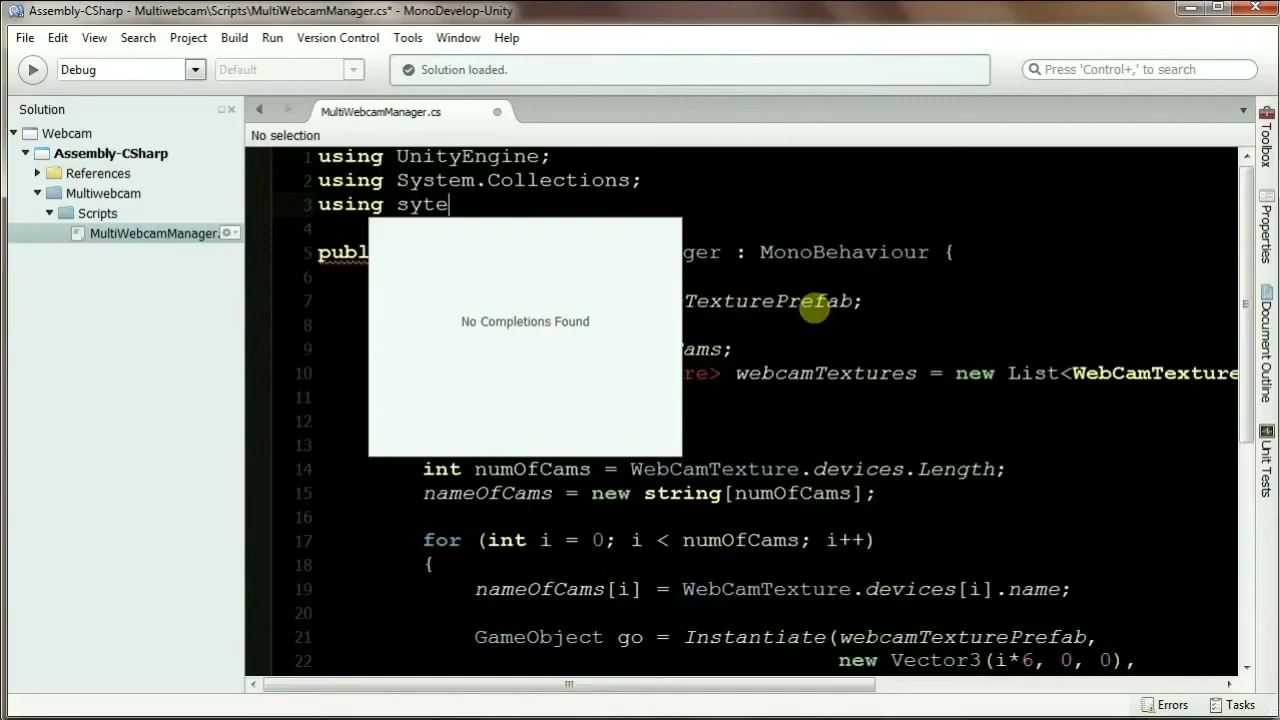 Assembly-CSharp - Multiwebcam\Scripts\MultiWebcamManager.cs* - MonoDevelop-Unity
File Edit View Search Project Build Run Version Control Tools Window Help
Debug Default Solution loaded. Press 'Control+,' to search
Solution
MultiWebcamManager.cs
No selection
Webcam
Assembly-CSharp
References
Multiwebcam
Scripts
MultiWebcamManager.
1 using UnityEngine;
2 using System.Collections;
3 using syte
4
5 publ ger : MonoBehaviour {
6
7 TexturePrefab;
8
9 Cams;
10 re> webcamTextures = new List<WebCamTexture
11
12
13
14 int numOfCams = WebCamTexture.devices.Length;
15 nameOfCams = new string[numOfCams];
16
17 for (int i = 0; i < numOfCams; i++)
18 {
19 nameOfCams[i] = WebCamTexture.devices[i].name;
20
21 GameObject go = Instantiate(webcamTexturePrefab,
22 new Vector3(i*6, 0, 0),
No Completions Found
Toolbox
Properties
Document Outline
Unit Tests
Errors Tasks